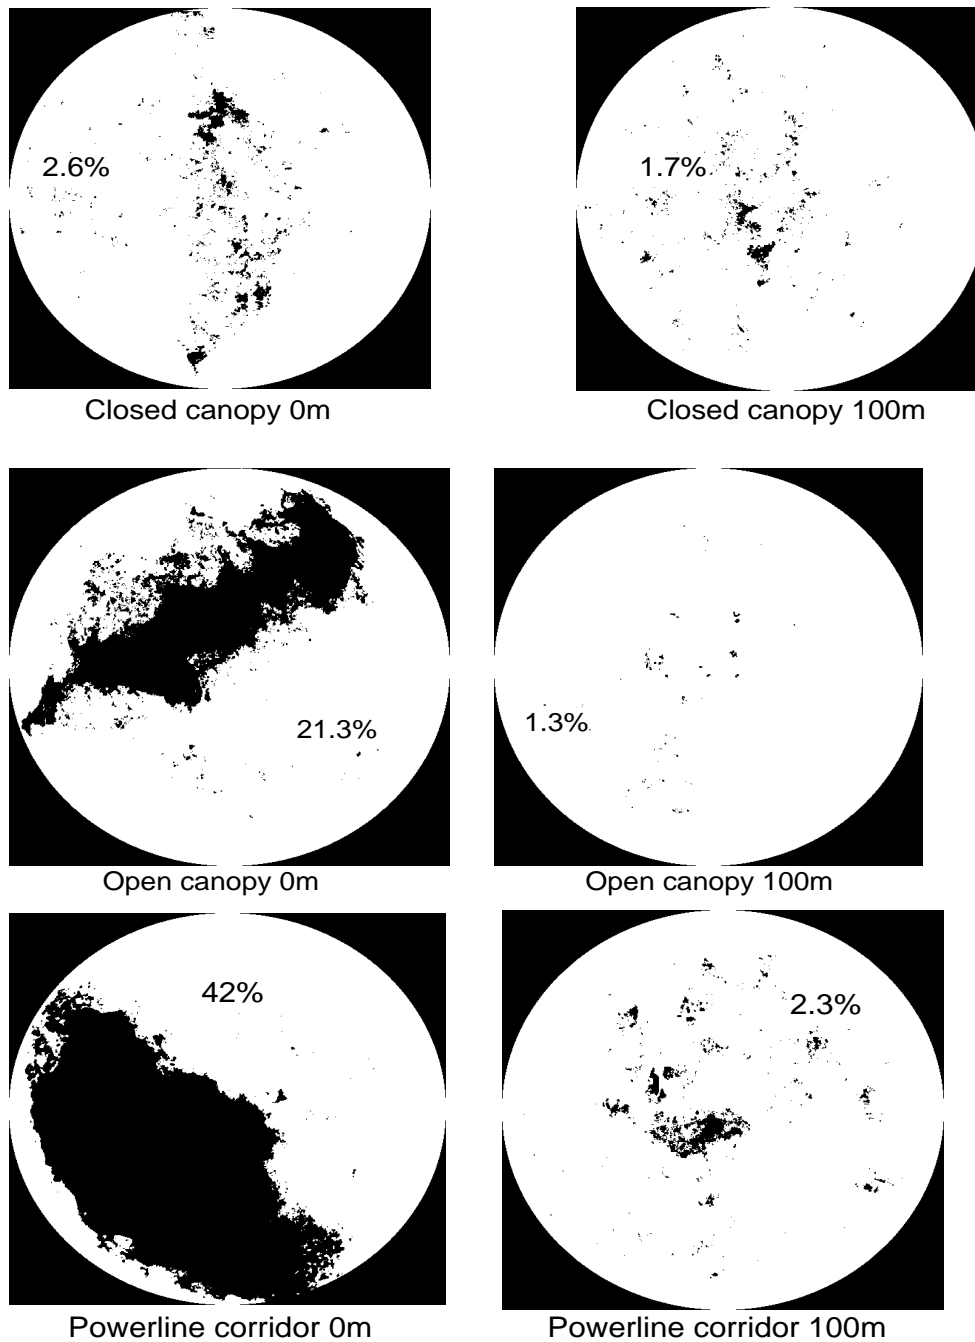 2.6%
1.7%
Closed canopy 0m
Closed canopy 100m
21.3%
1.3%
Open canopy 0m
Open canopy 100m
42%
2.3%
Powerline corridor 0m
Powerline corridor 100m